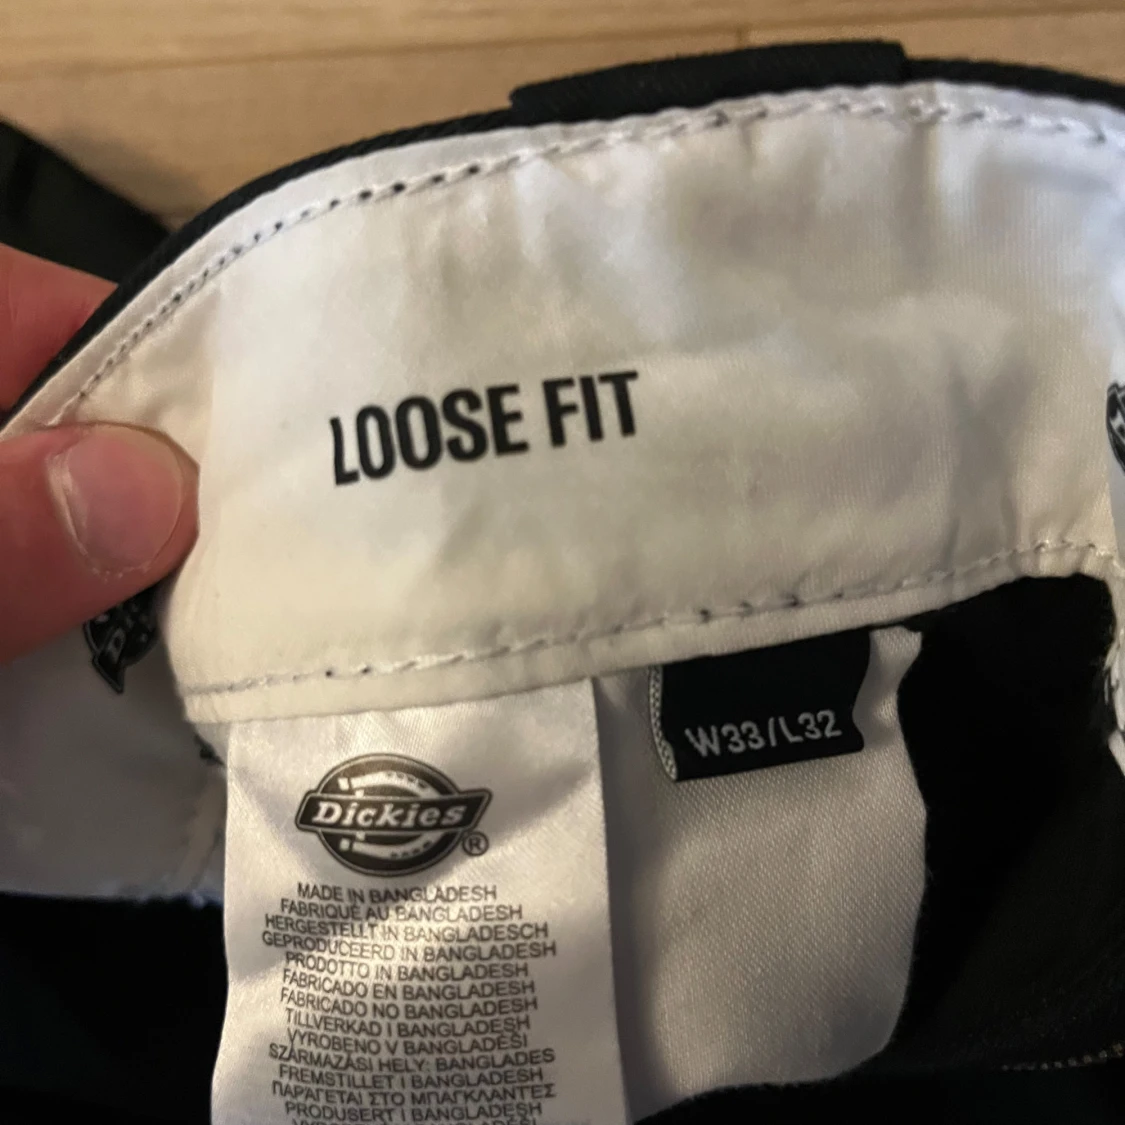 LOOSE FIT
W33/L32
Dickies®
MADE IN BANGLADESH
FABRIQUÉ AU BANGLADESH
HERGESTELLT IN BANGLADESCH
GEPRODUCEERD IN BANGLADESH
PRODOTTO IN BANGLADESH
FABRICADO EN BANGLADESH
FABRICADO NO BANGLADESH
TILLVERKAD I BANGLADESH
VYROBENO V BANGLADÉŠI
SZÁRMAZÁSI HELY: BANGLADES
FREMSTILLET I BANGLADESH
ΠΑΡΑΓΕΤΑΙ ΣΤΟ ΜΠΑΓΚΛΑΝΤΕΣ
PRODUSERT I BANGLADESH